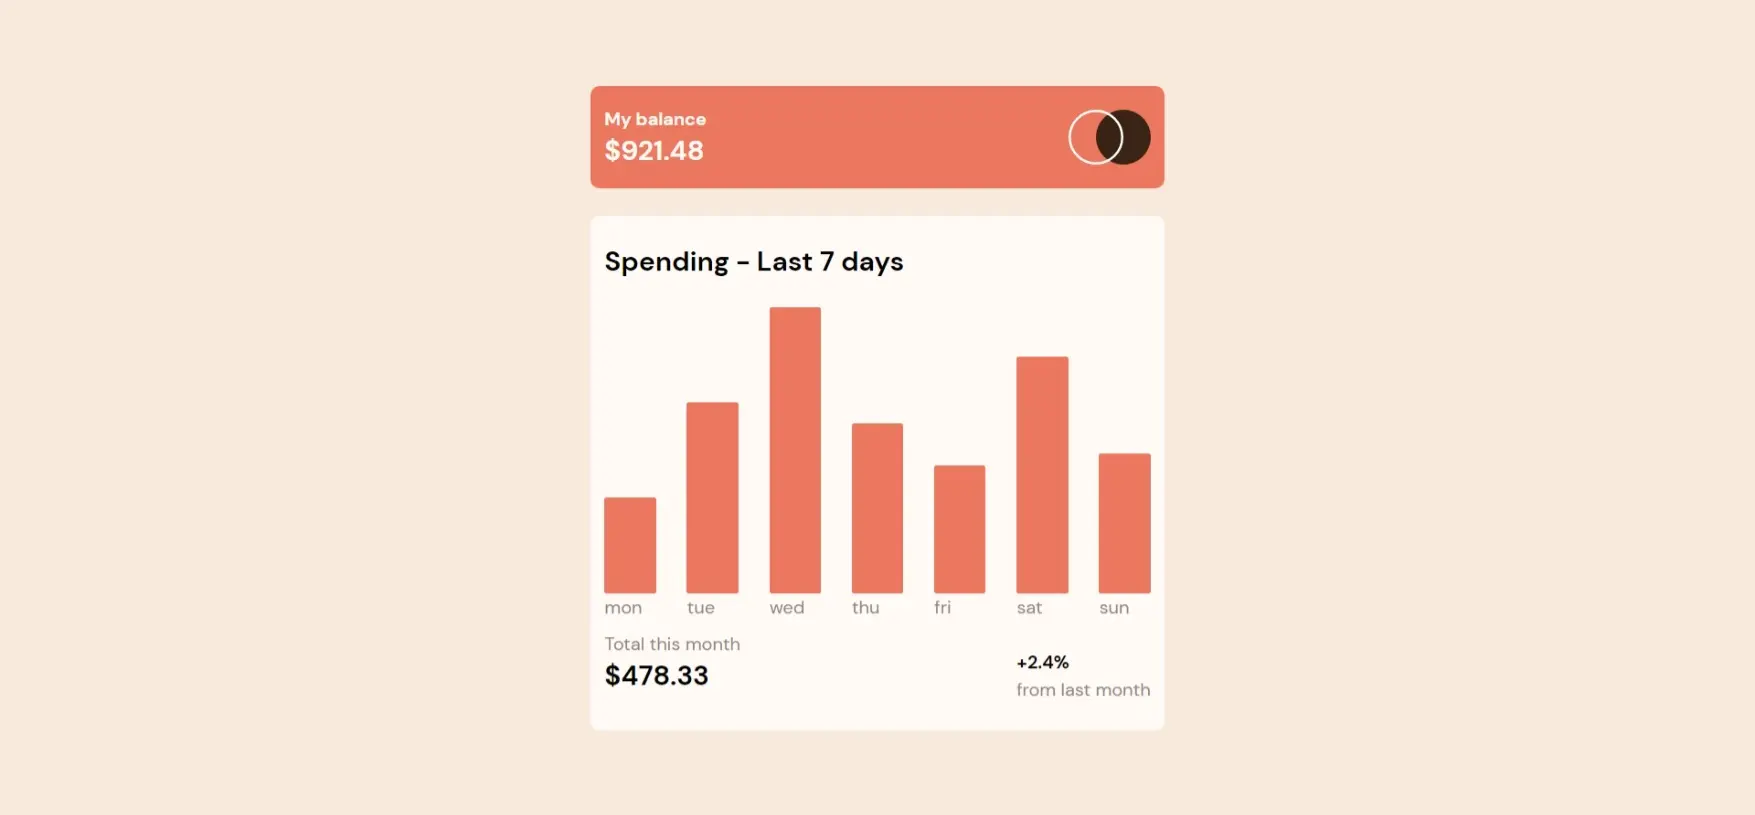 My balance
$921.48
Spending - Last 7 days
mon tue wed thu fri sat sun
Total this month
$478.33
+2.4%
from last month